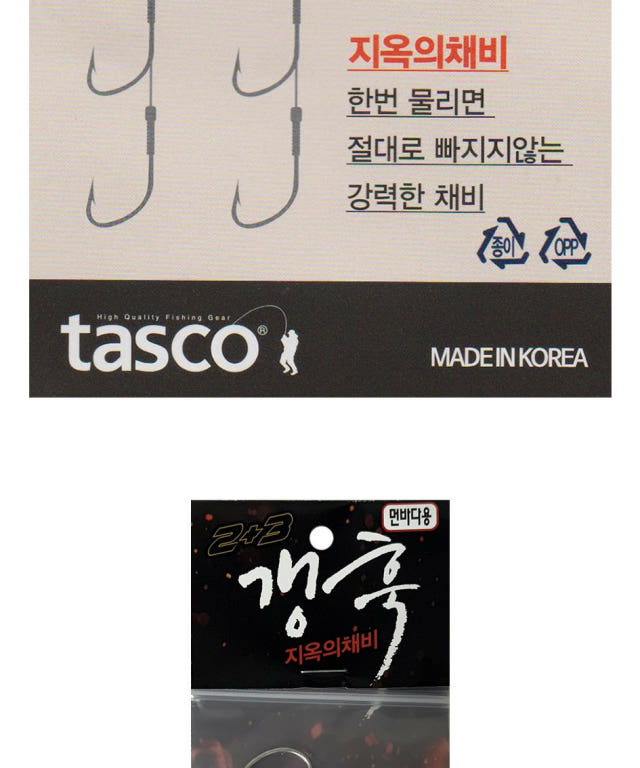 지옥의채비
한번 물리면
절대로 빠지지않는
강력한 채비
종이
OPP
High Quality Fishing Gear
tasco®
MADE IN KOREA
2+3
먼바다용
갱훅
지옥의채비